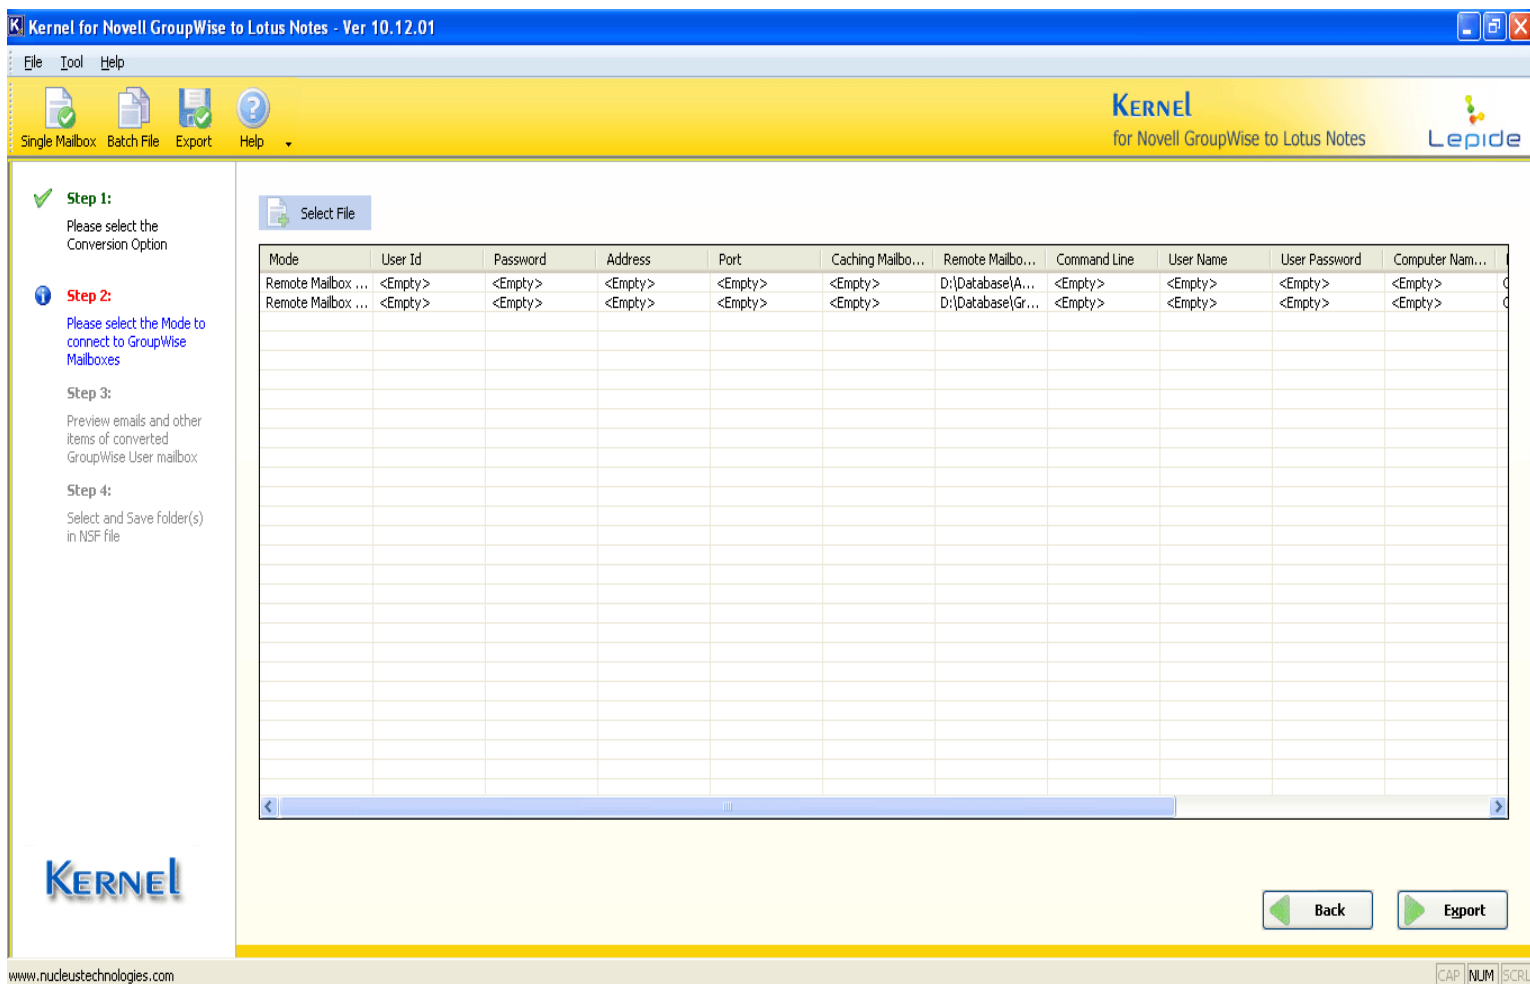 Kernel for Novell GroupWise to Lotus Notes - Ver 10.12.01
File Tool Help
Single Mailbox Batch File Export Help
KERNEL
for Novell GroupWise to Lotus Notes
Lepide
Step 1:
Please select the
Conversion Option
Step 2:
Please select the Mode to
connect to GroupWise
Mailboxes
Step 3:
Preview emails and other
items of converted
GroupWise User mailbox
Step 4:
Select and Save folder(s)
in NSF file
KERNEL
Select File
Mode User Id Password Address Port Caching Mailbo... Remote Mailbo... Command Line User Name User Password Computer Nam...
Remote Mailbox ... <Empty> <Empty> <Empty> <Empty> <Empty> D:\Database\A... <Empty> <Empty> <Empty> <Empty>
Remote Mailbox ... <Empty> <Empty> <Empty> <Empty> <Empty> D:\Database\Gr... <Empty> <Empty> <Empty> <Empty>
Back Export
www.nucleustechnologies.com
CAP NUM SCRL